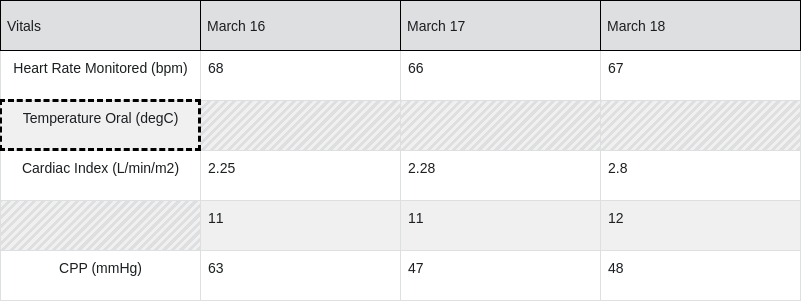 Vitals March 16 March 17 March 18
Heart Rate Monitored (bpm) 68 66 67
Temperature Oral (degC)
Cardiac Index (L/min/m2) 2.25 2.28 2.8
11 11 12
CPP (mmHg) 63 47 48